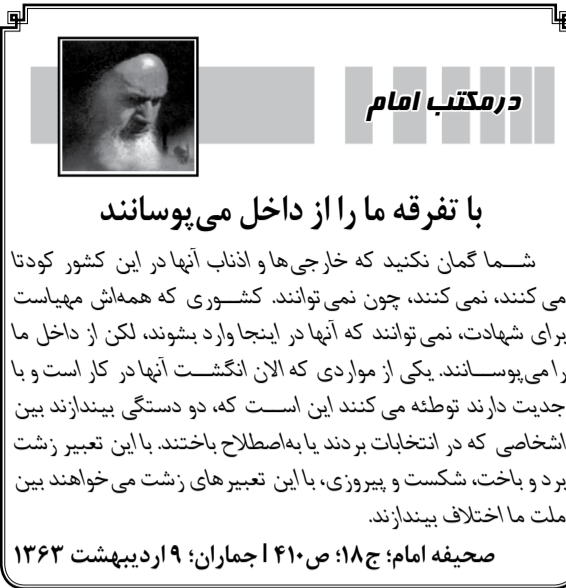 درمکتب امام
با تفرقه ما را از داخل می‌پوسانند
شـــما گمان نکنید که خارجی‌ها و اذناب آنها در این کشور کودتا
می کنند، نمی کنند، چون نمی توانند. کشـــوری که همه‌اش مهیاست
برای شهادت، نمی توانند که آنها در اینجا وارد بشوند، لکن از داخل ما
را می‌پوســـانند. یکی از مواردی که الان انگشـــت آنها در کار است و با
جدیت دارند توطئه می کنند این اســـت که، دو دستگی بیندازند بین
اشخاصی که در انتخابات بردند یا به‌اصطلاح باختند. با این تعبیر زشت
برد و باخت، شکست و پیروزی، با این تعبیرهای زشت می‌خواهند بین
ملت ما اختلاف بیندازند.
صحیفه امام؛ ج۱۸؛ ص۴۱۰ | جماران؛ ۹ اردیبهشت ۱۳۶۳